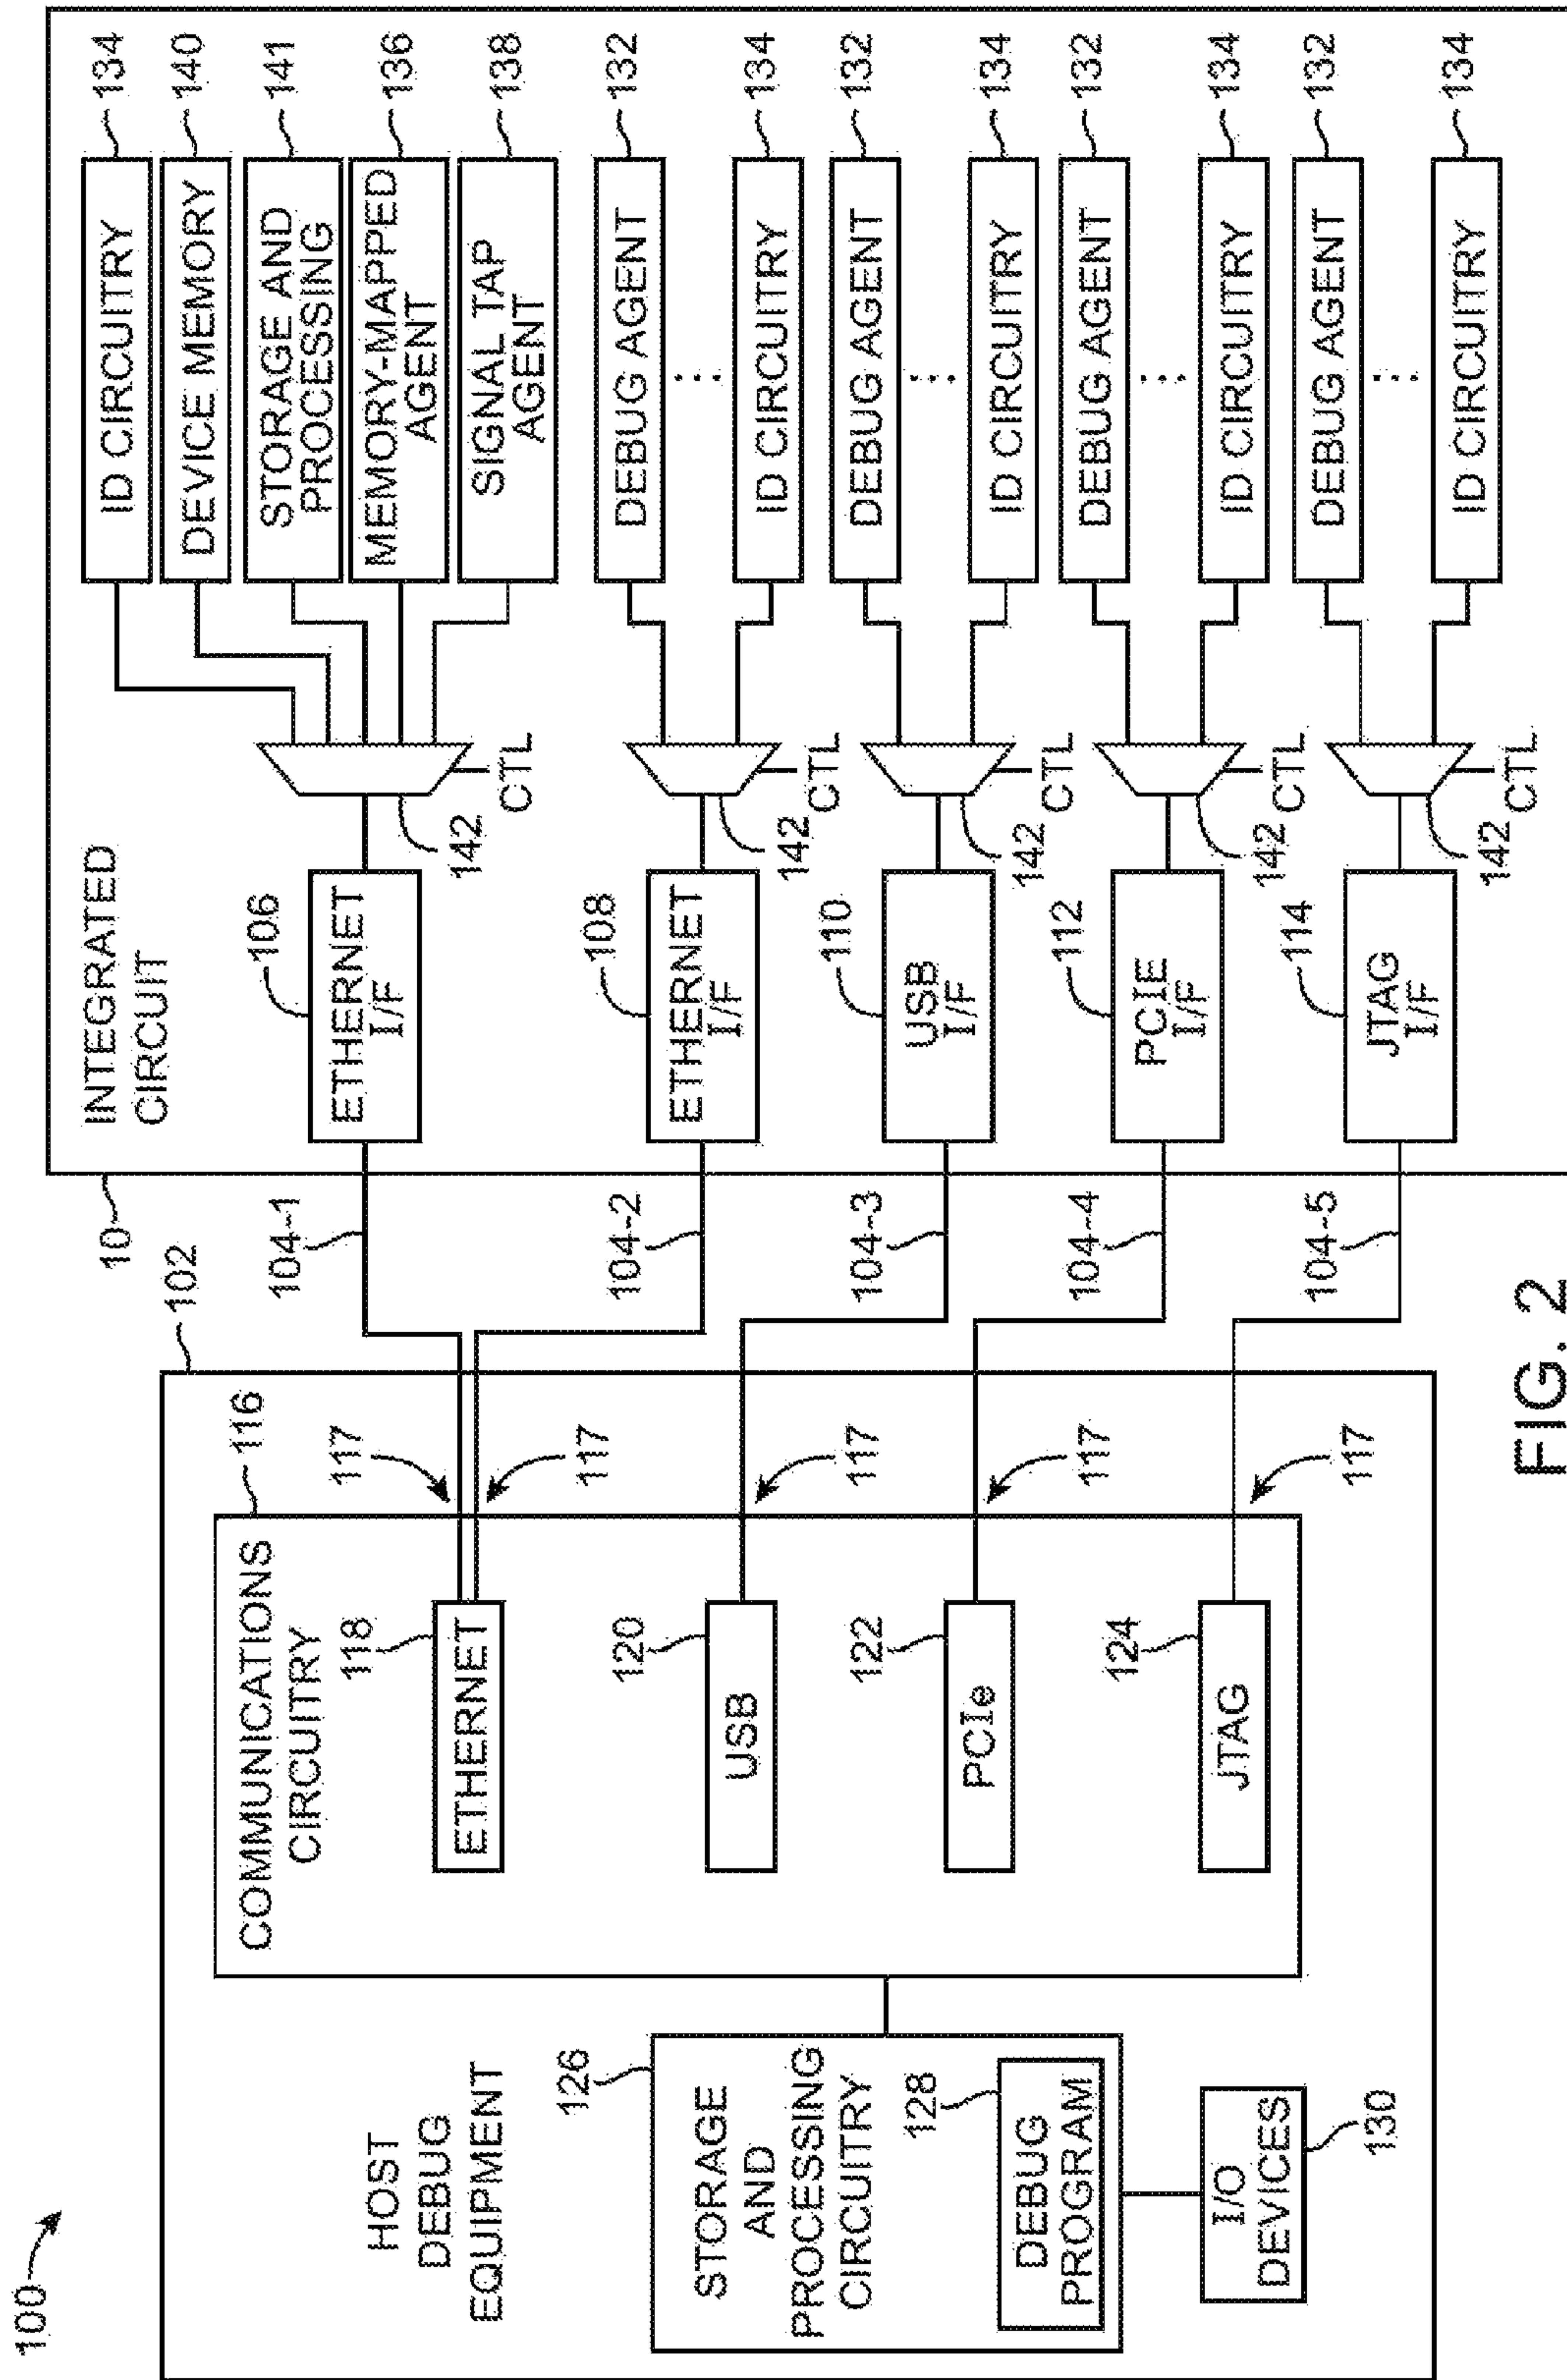 100
HOST
DEBUG
EQUIPMENT
102
COMMUNICATIONS
CIRCUITRY
116
118
ETHERNET
117
117
120
USB
117
122
PCIe
117
124
JTAG
117
126
STORAGE
AND
PROCESSING
CIRCUITRY
128
DEBUG
PROGRAM
I/O
DEVICES
130
104-1
104-2
104-3
104-4
104-5
10
INTEGRATED
CIRCUIT
106
ETHERNET
I/F
142
CTL
ID CIRCUITRY
134
DEVICE MEMORY
140
STORAGE AND
PROCESSING
141
MEMORY-MAPPED
AGENT
136
SIGNAL TAP
AGENT
138
108
ETHERNET
I/F
142
CTL
DEBUG AGENT
132
...
ID CIRCUITRY
134
110
USB
I/F
142
CTL
DEBUG AGENT
132
...
ID CIRCUITRY
134
112
PCIE
I/F
142
CTL
DEBUG AGENT
132
...
ID CIRCUITRY
134
114
JTAG
I/F
142
CTL
DEBUG AGENT
132
...
ID CIRCUITRY
134
FIG. 2